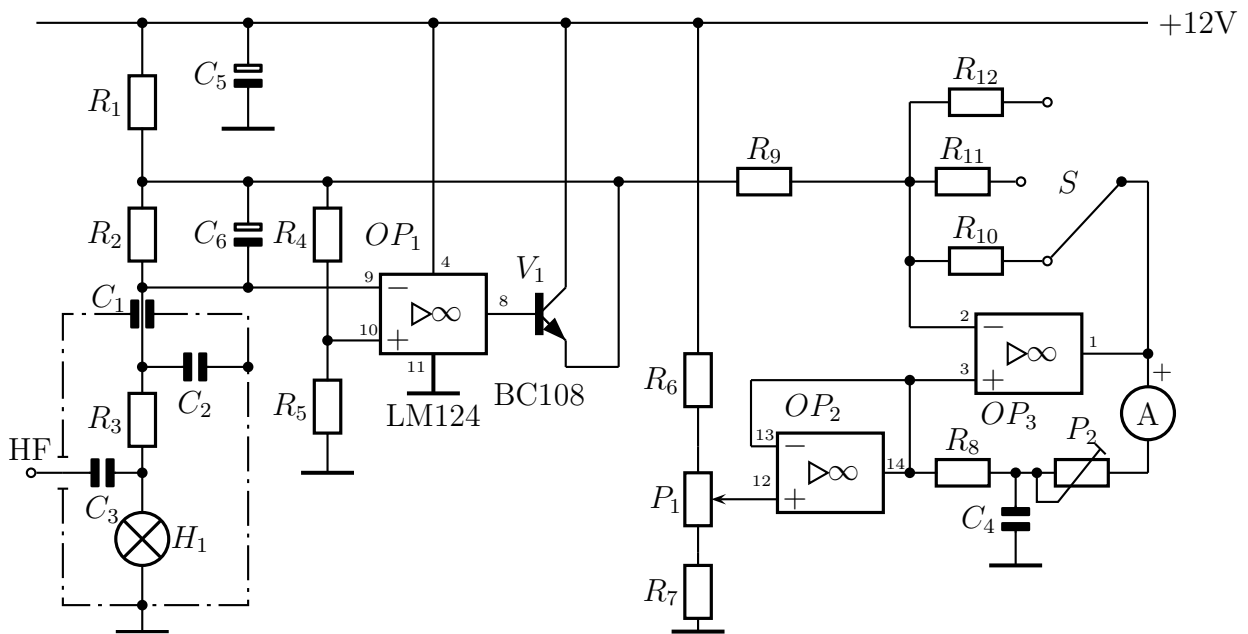 +12V
C5
R1
R12
R9
R11
S
R2
C6
R4
OP1
4
V1
R10
9
−
▷∞
8
C1
10
+
11
2
−
▷∞
1
3
+
C2
R3
R5
LM124
BC108
R6
OP2
OP3
+
A
HF
13
−
▷∞
14
R8
P2
C3
P1
12
+
C4
H1
R7